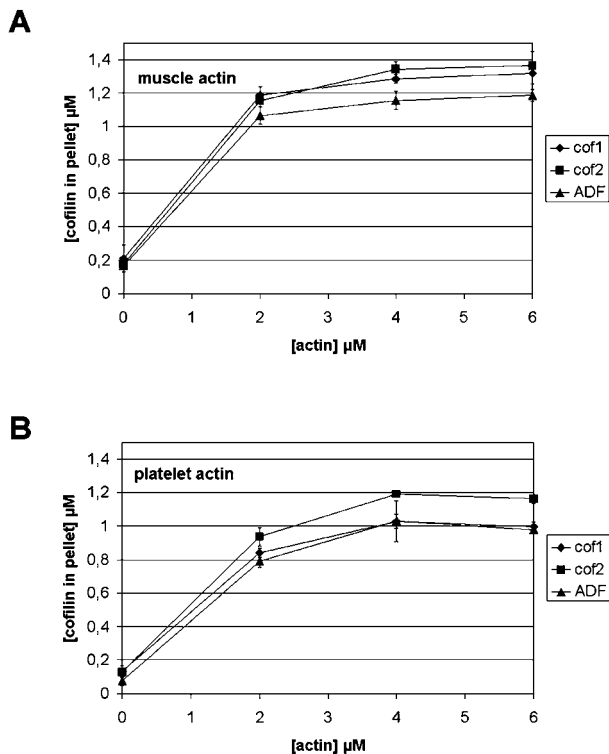 A
muscle actin
[cofilin in pellet] µM
1,4
1,2
1
0,8
0,6
0,4
0,2
0
0 1 2 3 4 5 6
[actin] µM
cof1
cof2
ADF
B
platelet actin
[cofilin in pellet] µM
1,4
1,2
1
0,8
0,6
0,4
0,2
0
0 1 2 3 4 5 6
[actin] µM
cof1
cof2
ADF